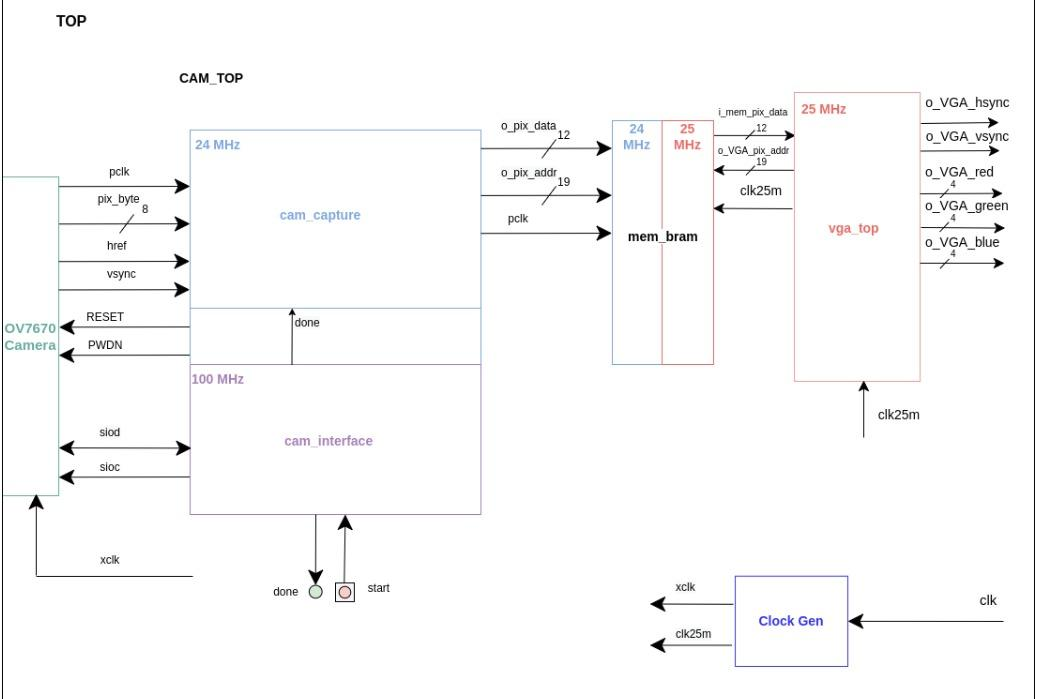 TOP
CAM_TOP
24 MHz
cam_capture
pclk
pix_byte
8
href
vsync
RESET
PWDN
OV7670
Camera
done
100 MHz
cam_interface
siod
sioc
xclk
done
start
o_pix_data
12
o_pix_addr
19
pclk
24
MHz
25
MHz
mem_bram
i_mem_pix_data
12
o_VGA_pix_addr
19
clk25m
25 MHz
vga_top
o_VGA_hsync
o_VGA_vsync
o_VGA_red
4
o_VGA_green
4
o_VGA_blue
4
clk25m
xclk
clk25m
Clock Gen
clk